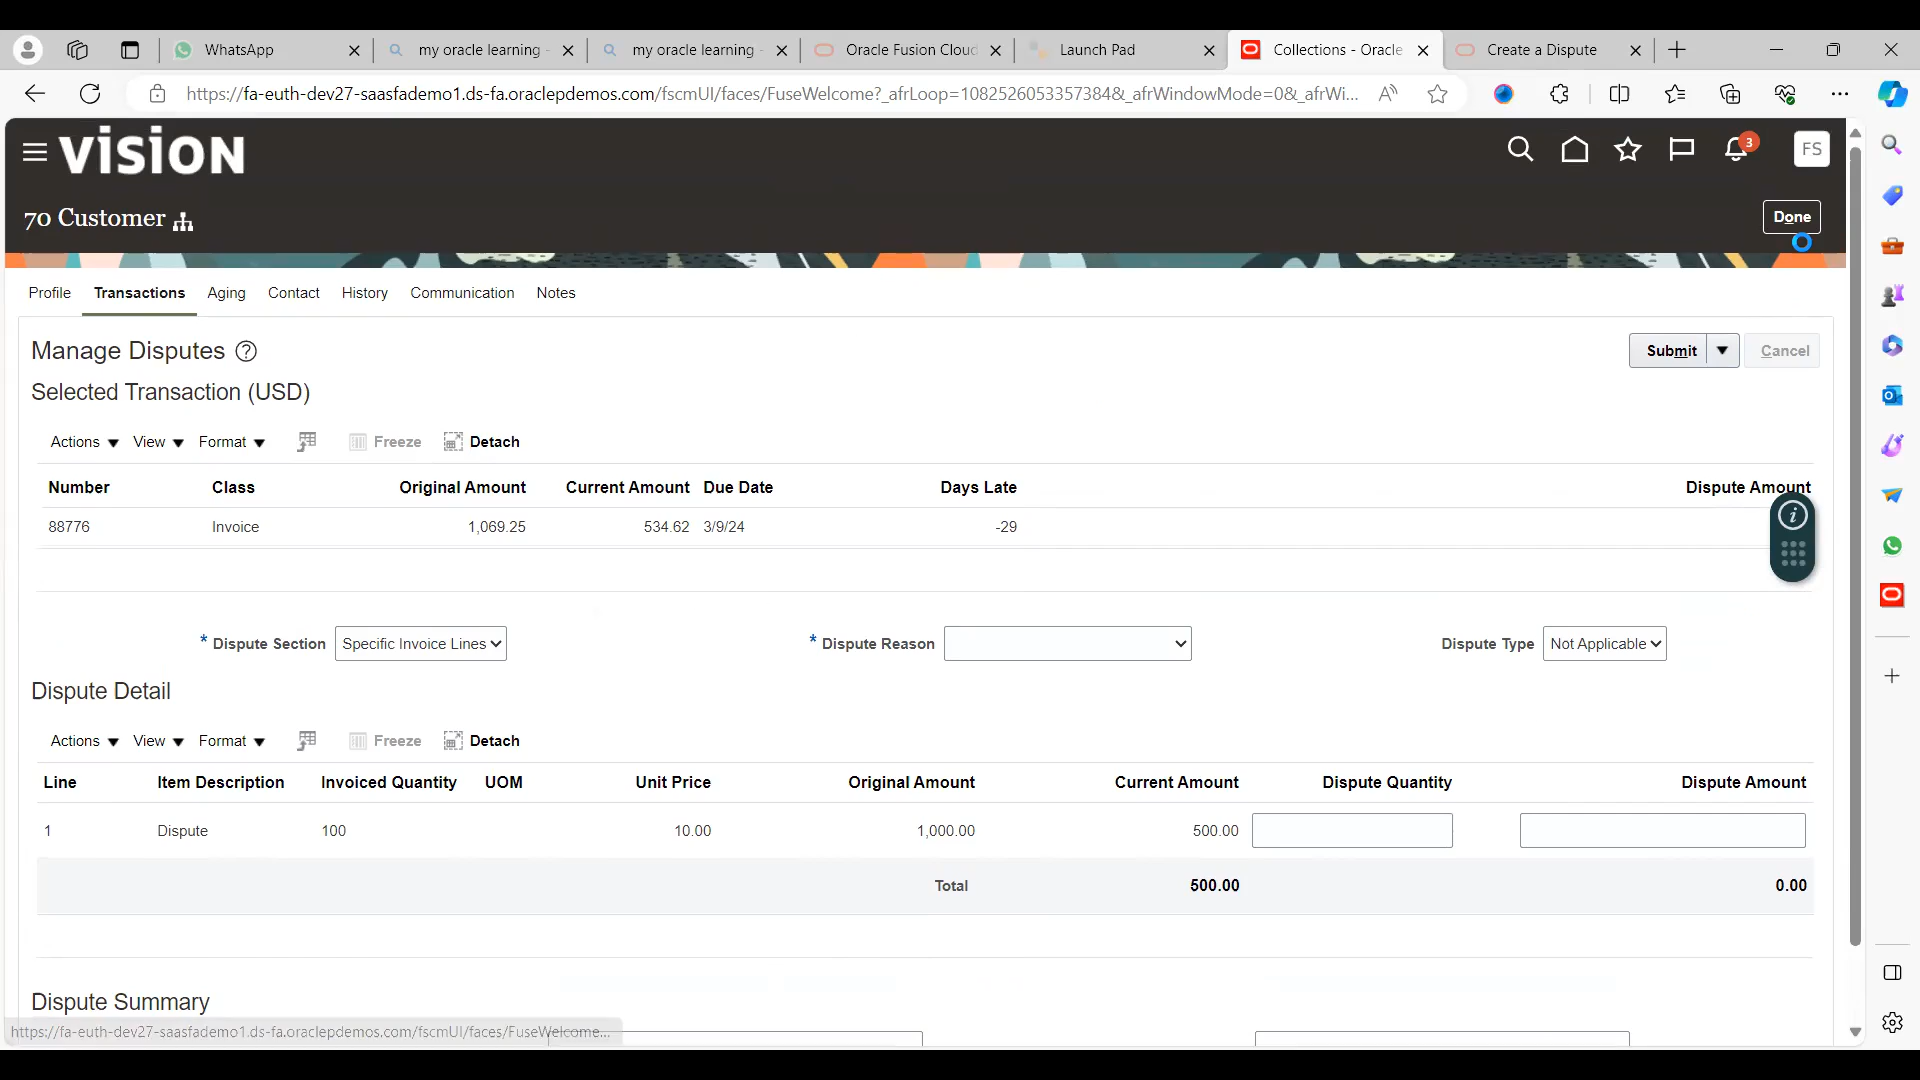 WhatsApp
my oracle learning -
my oracle learning -
Oracle Fusion Cloud
Launch Pad
Collections - Oracle
Create a Dispute
https://fa-euth-dev27-saasfademo1.ds-fa.oraclepdemos.com/fscmUI/faces/FuseWelcome?_afrLoop=1082526053357384&_afrWindowMode=0&_afrWi...
VISION
3
FS
70 Customer
Done
Profile Transactions Aging Contact History Communication Notes
Manage Disputes
Submit
Cancel
Selected Transaction (USD)
Actions View Format Freeze Detach
Number Class Original Amount Current Amount Due Date Days Late Dispute Amount
88776 Invoice 1,069.25 534.62 3/9/24 -29
* Dispute Section Specific Invoice Lines * Dispute Reason Dispute Type Not Applicable
Dispute Detail
Actions View Format Freeze Detach
Line Item Description Invoiced Quantity UOM Unit Price Original Amount Current Amount Dispute Quantity Dispute Amount
1 Dispute 100 10.00 1,000.00 500.00
Total 500.00 0.00
Dispute Summary
https://fa-euth-dev27-saasfademo1.ds-fa.oraclepdemos.com/fscmUI/faces/FuseWelcome...